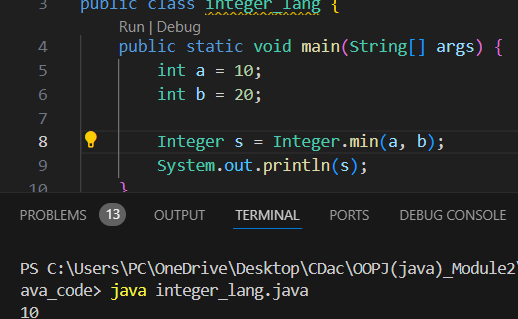 3 public class integer_lang {
Run | Debug
4 public static void main(String[] args) {
5 int a = 10;
6 int b = 20;
7
8 Integer s = Integer.min(a, b);
9 System.out.println(s);
10 }
PROBLEMS 13 OUTPUT TERMINAL PORTS DEBUG CONSOLE
PS C:\Users\PC\OneDrive\Desktop\CDac\OOPJ(java)_Module2\
ava_code> java integer_lang.java
10